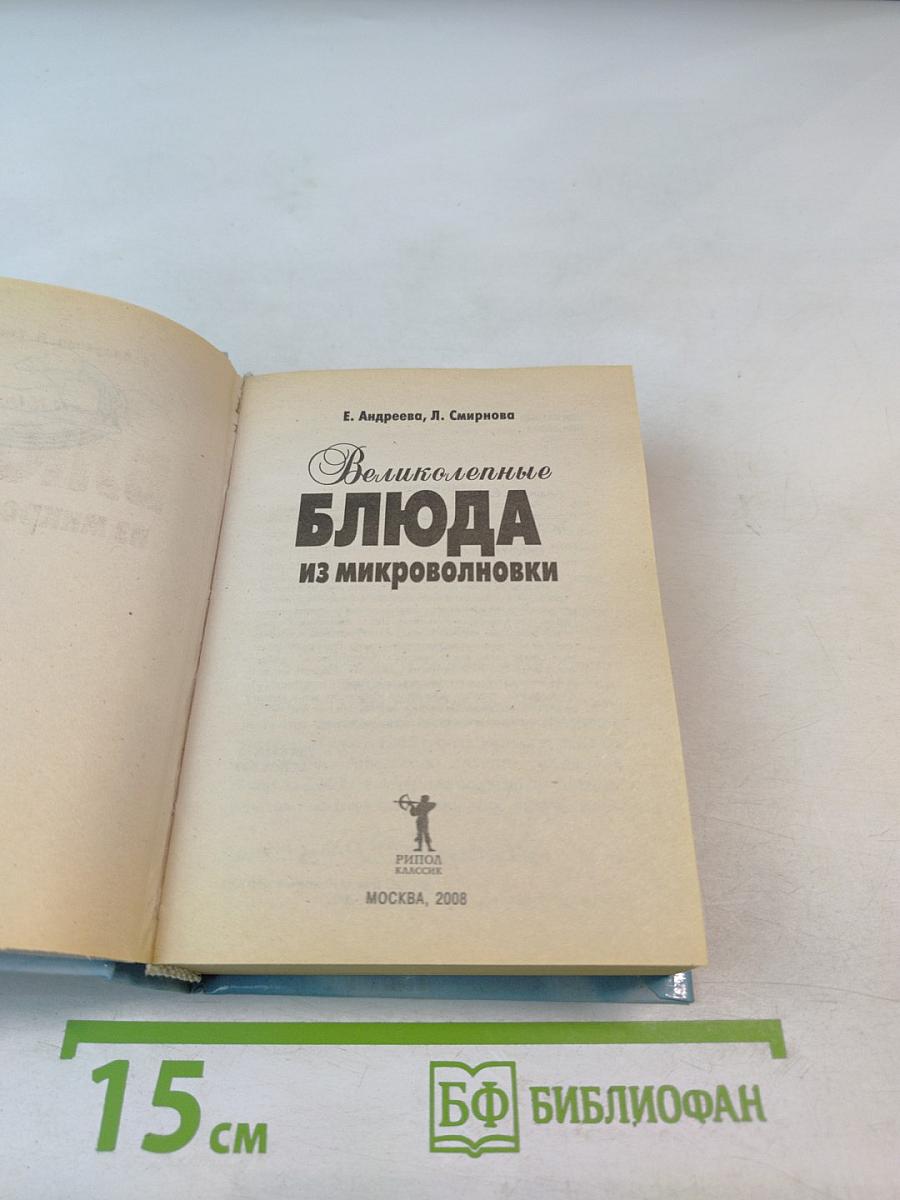 Е. Андреева, Л. Смирнова
Великолепные
БЛЮДА
ИЗ МИКРОВОЛНОВКИ
РИПОЛ
КЛАССИК
МОСКВА, 2008
15 см
БФ БИБЛИОФАН